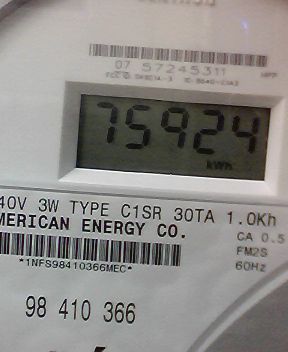 07 57245311
75924
kWh
40V 3W TYPE C1SR 30TA 1.0Kh
MERICAN ENERGY CO.
CA 0.5
FM2S
*1NFS98410366MEC*
60Hz
98 410 366